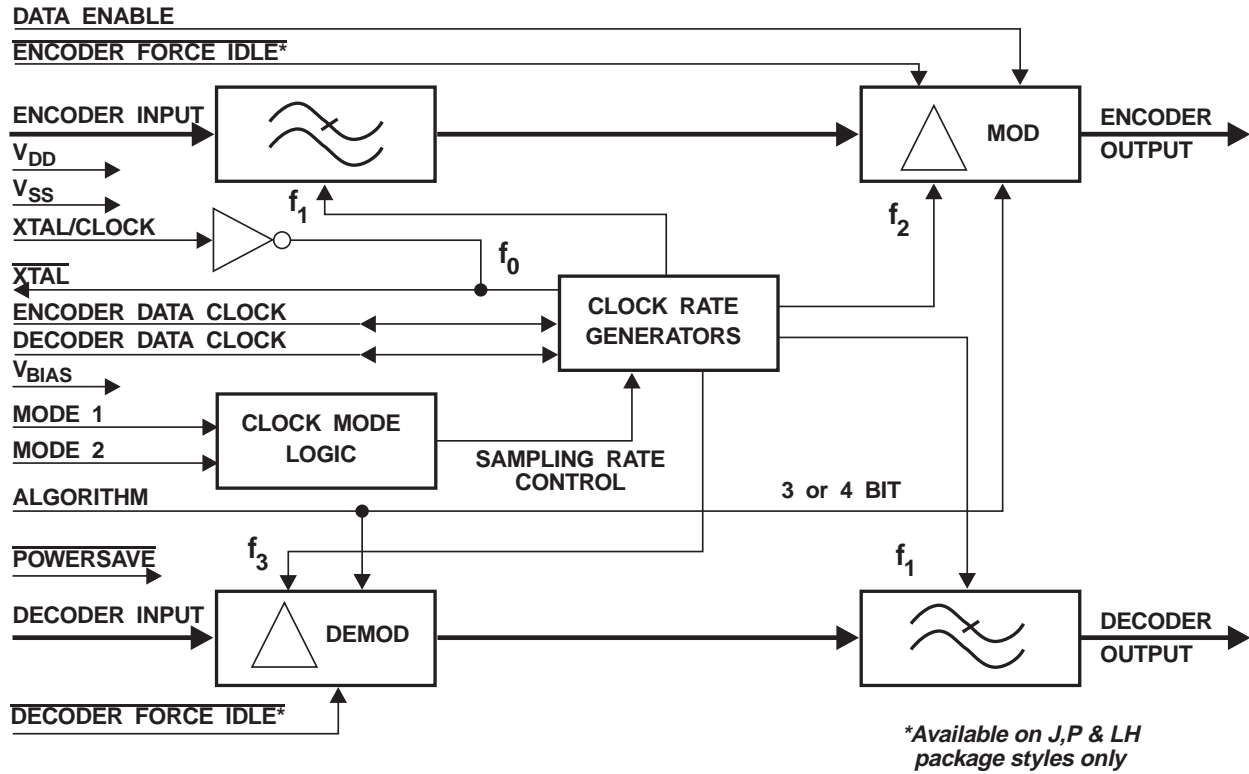 DATA ENABLE
ENCODER FORCE IDLE*
ENCODER INPUT
MOD
ENCODER
OUTPUT
VDD
VSS
f1
f2
XTAL/CLOCK
f0
XTAL
CLOCK RATE
GENERATORS
ENCODER DATA CLOCK
DECODER DATA CLOCK
VBIAS
MODE 1
MODE 2
CLOCK MODE
LOGIC
SAMPLING RATE
CONTROL
ALGORITHM
3 or 4 BIT
f3
f1
POWERSAVE
DECODER INPUT
DEMOD
DECODER
OUTPUT
DECODER FORCE IDLE*
*Available on J,P & LH
package styles only